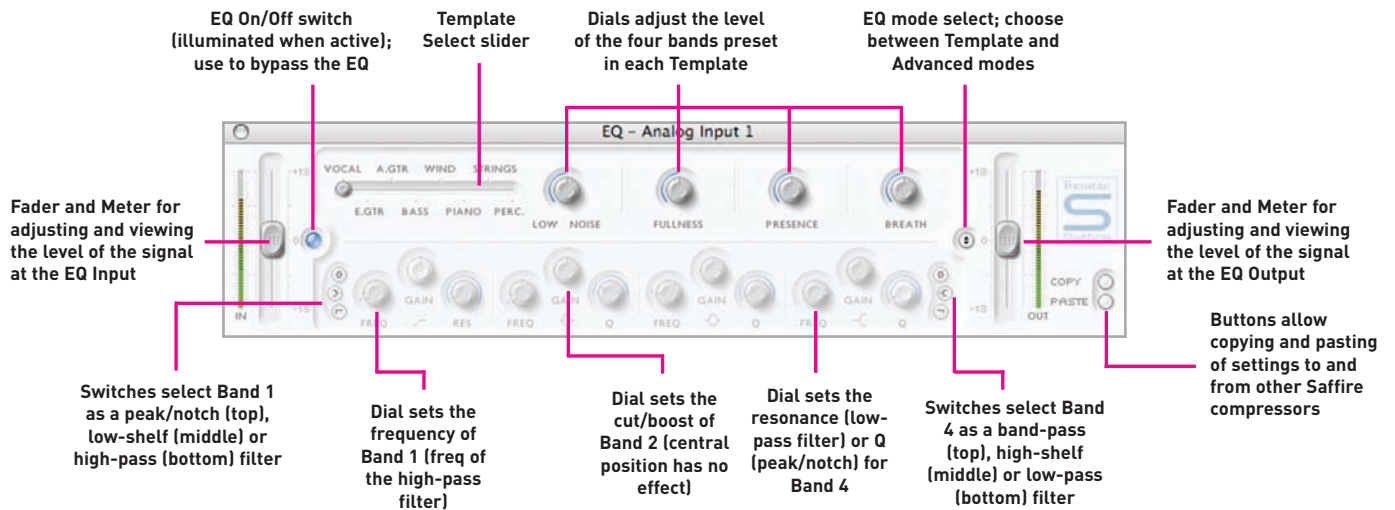 EQ On/Off switch
(illuminated when active);
use to bypass the EQ
Template
Select slider
Dials adjust the level
of the four bands preset
in each Template
EQ mode select; choose
between Template and
Advanced modes
EQ – Analog Input 1
VOCAL A.GTR WIND STRINGS
E.GTR BASS PIANO PERC.
LOW NOISE
FULLNESS
PRESENCE
BREATH
0
-18
IN
GAIN
FREQ
RES
GAIN
FREQ
Q
GAIN
FREQ
Q
GAIN
FREQ
Q
+18
0
-18
OUT
COPY
PASTE
Fader and Meter for
adjusting and viewing
the level of the signal
at the EQ Input
Fader and Meter for
adjusting and viewing
the level of the signal
at the EQ Output
Buttons allow
copying and pasting
of settings to and
from other Saffire
compressors
Switches select Band 1
as a peak/notch (top),
low-shelf (middle) or
high-pass (bottom) filter
Dial sets the
frequency of
Band 1 (freq of
the high-pass
filter)
Dial sets the
cut/boost of
Band 2 (central
position has no
effect)
Dial sets the
resonance (low-
pass filter) or Q
(peak/notch) for
Band 4
Switches select Band
4 as a band-pass
(top), high-shelf
(middle) or low-pass
(bottom) filter